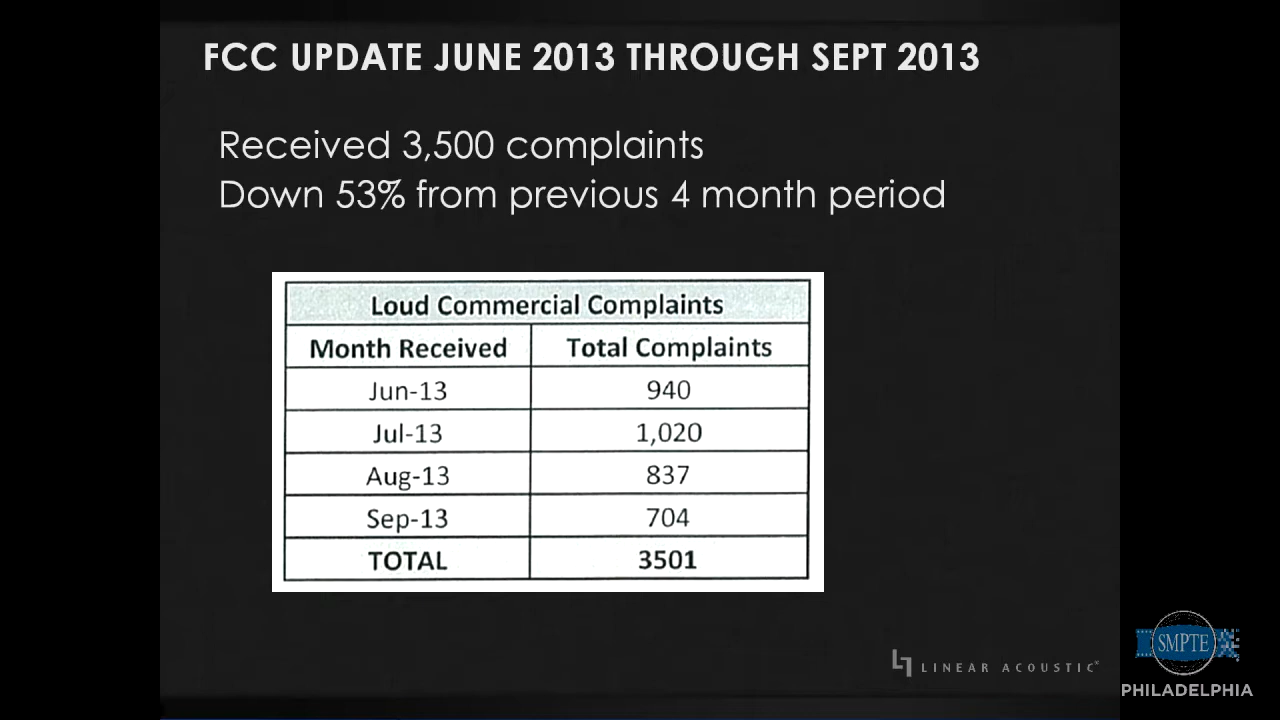 FCC UPDATE JUNE 2013 THROUGH SEPT 2013
Received 3,500 complaints
Down 53% from previous 4 month period
Loud Commercial Complaints
Month Received Total Complaints
Jun-13 940
Jul-13 1,020
Aug-13 837
Sep-13 704
TOTAL 3501
LINEAR ACOUSTIC
SMPTE
PHILADELPHIA